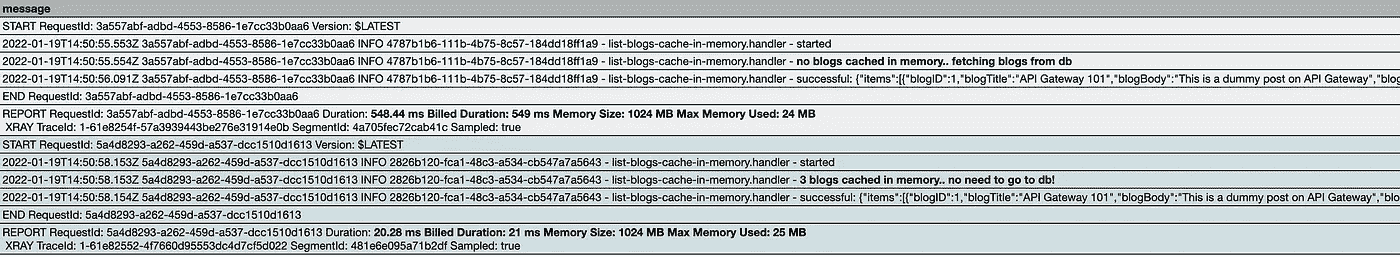 message
START RequestId: 3a557abf-adbd-4553-8586-1e7cc33b0aa6 Version: $LATEST
2022-01-19T14:50:55.553Z 3a557abf-adbd-4553-8586-1e7cc33b0aa6 INFO 4787b1b6-111b-4b75-8c57-184dd18ff1a9 - list-blogs-cache-in-memory.handler - started
2022-01-19T14:50:55.554Z 3a557abf-adbd-4553-8586-1e7cc33b0aa6 INFO 4787b1b6-111b-4b75-8c57-184dd18ff1a9 - list-blogs-cache-in-memory.handler - no blogs cached in memory.. fetching blogs from db
2022-01-19T14:50:56.091Z 3a557abf-adbd-4553-8586-1e7cc33b0aa6 INFO 4787b1b6-111b-4b75-8c57-184dd18ff1a9 - list-blogs-cache-in-memory.handler - successful: {"items":[{"blogID":1,"blogTitle":"API Gateway 101","blogBody":"This is a dummy post on API Gateway","blog
END RequestId: 3a557abf-adbd-4553-8586-1e7cc33b0aa6
REPORT RequestId: 3a557abf-adbd-4553-8586-1e7cc33b0aa6 Duration: 548.44 ms Billed Duration: 549 ms Memory Size: 1024 MB Max Memory Used: 24 MB
XRAY TraceId: 1-61e8254f-57a3939443be276e31914e0b SegmentId: 4a705fec72cab41c Sampled: true
START RequestId: 5a4d8293-a262-459d-a537-dcc1510d1613 Version: $LATEST
2022-01-19T14:50:58.153Z 5a4d8293-a262-459d-a537-dcc1510d1613 INFO 2826b120-fca1-48c3-a534-cb547a7a5643 - list-blogs-cache-in-memory.handler - started
2022-01-19T14:50:58.153Z 5a4d8293-a262-459d-a537-dcc1510d1613 INFO 2826b120-fca1-48c3-a534-cb547a7a5643 - list-blogs-cache-in-memory.handler - 3 blogs cached in memory.. no need to go to db!
2022-01-19T14:50:58.154Z 5a4d8293-a262-459d-a537-dcc1510d1613 INFO 2826b120-fca1-48c3-a534-cb547a7a5643 - list-blogs-cache-in-memory.handler - successful: {"items":[{"blogID":1,"blogTitle":"API Gateway 101","blogBody":"This is a dummy post on API Gateway","blo
END RequestId: 5a4d8293-a262-459d-a537-dcc1510d1613
REPORT RequestId: 5a4d8293-a262-459d-a537-dcc1510d1613 Duration: 20.28 ms Billed Duration: 21 ms Memory Size: 1024 MB Max Memory Used: 25 MB
XRAY TraceId: 1-61e82552-4f7660d95553dc4d7cf5d022 SegmentId: 481e6e095a71b2df Sampled: true